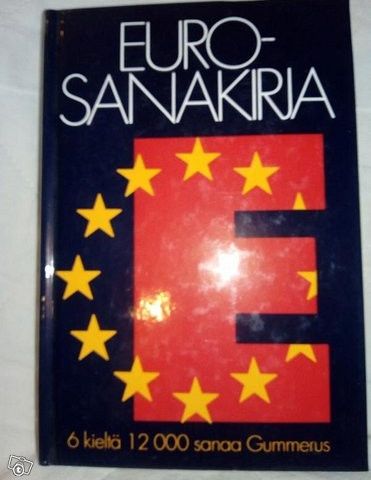 EURO-
SANAKIRJA
E
6 kieltä 12 000 sanaa Gummerus